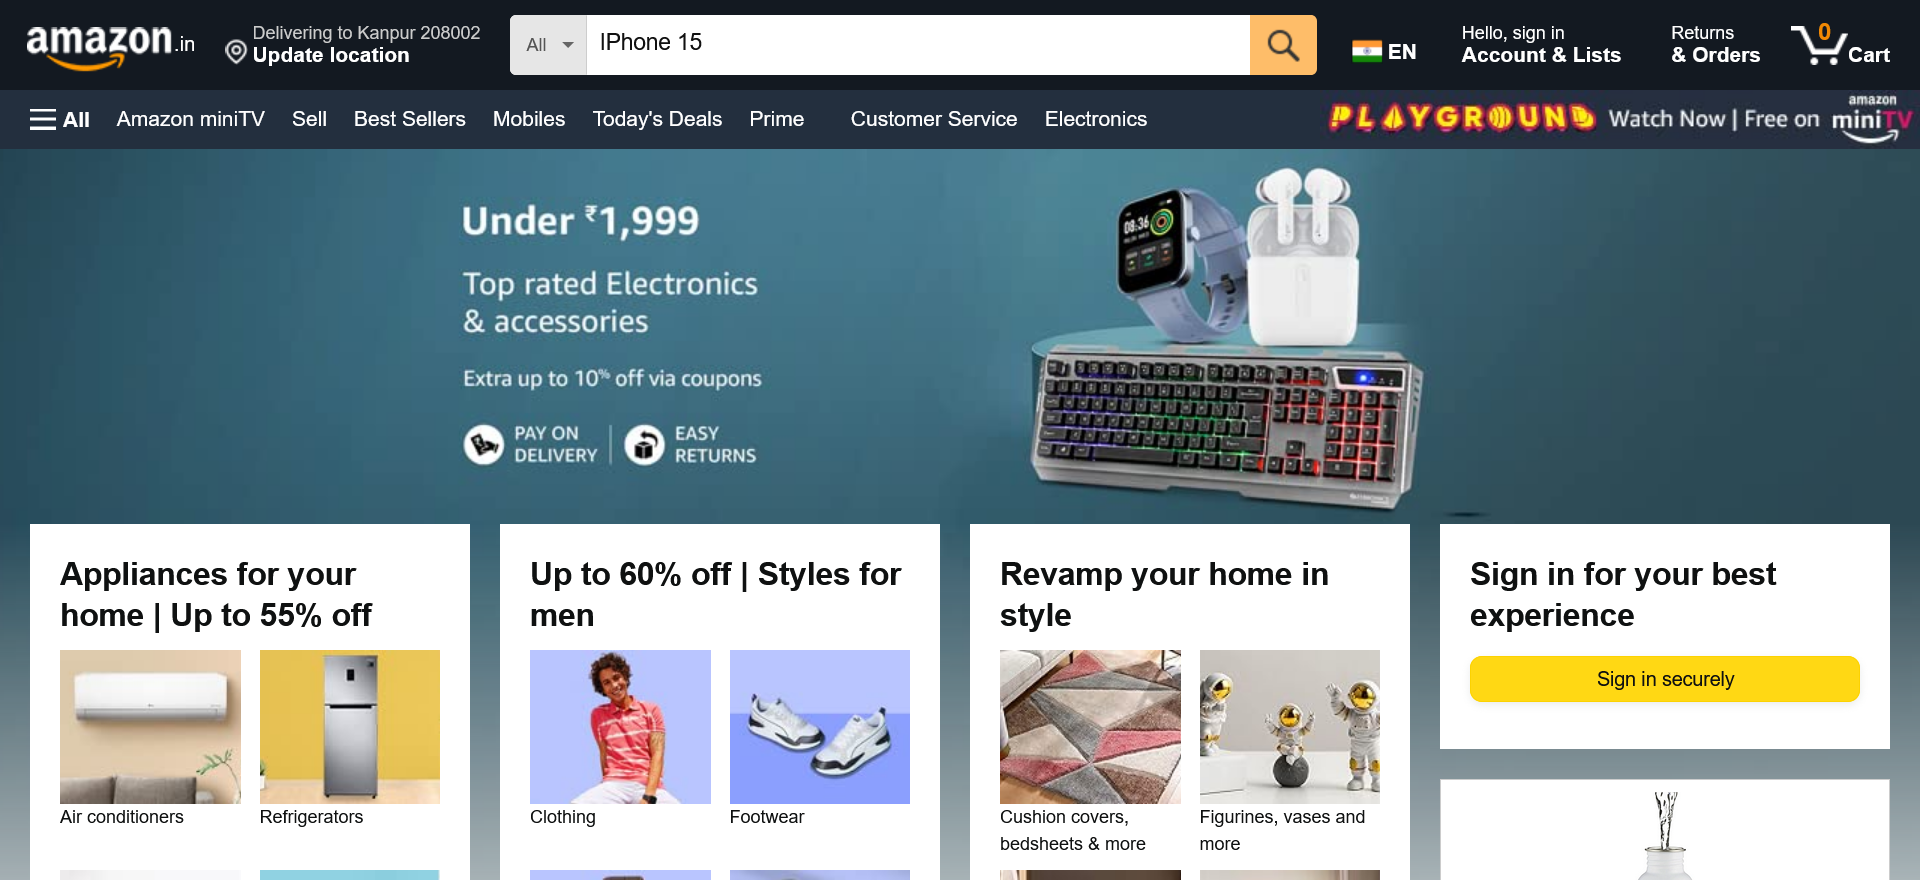 amazon.in
Delivering to Kanpur 208002
Update location
All
IPhone 15
EN
Hello, sign in
Account & Lists
Returns
& Orders
0
Cart
All
Amazon miniTV
Sell
Best Sellers
Mobiles
Today's Deals
Prime
Customer Service
Electronics
PLAYGROUND
Watch Now | Free on
amazon
miniTV
Under ₹1,999
Top rated Electronics
& accessories
Extra up to 10% off via coupons
PAY ON
DELIVERY
EASY
RETURNS
08:36
Appliances for your
home | Up to 55% off
Air conditioners
Refrigerators
Up to 60% off | Styles for
men
Clothing
Footwear
Revamp your home in
style
Cushion covers,
bedsheets & more
Figurines, vases and
more
Sign in for your best
experience
Sign in securely